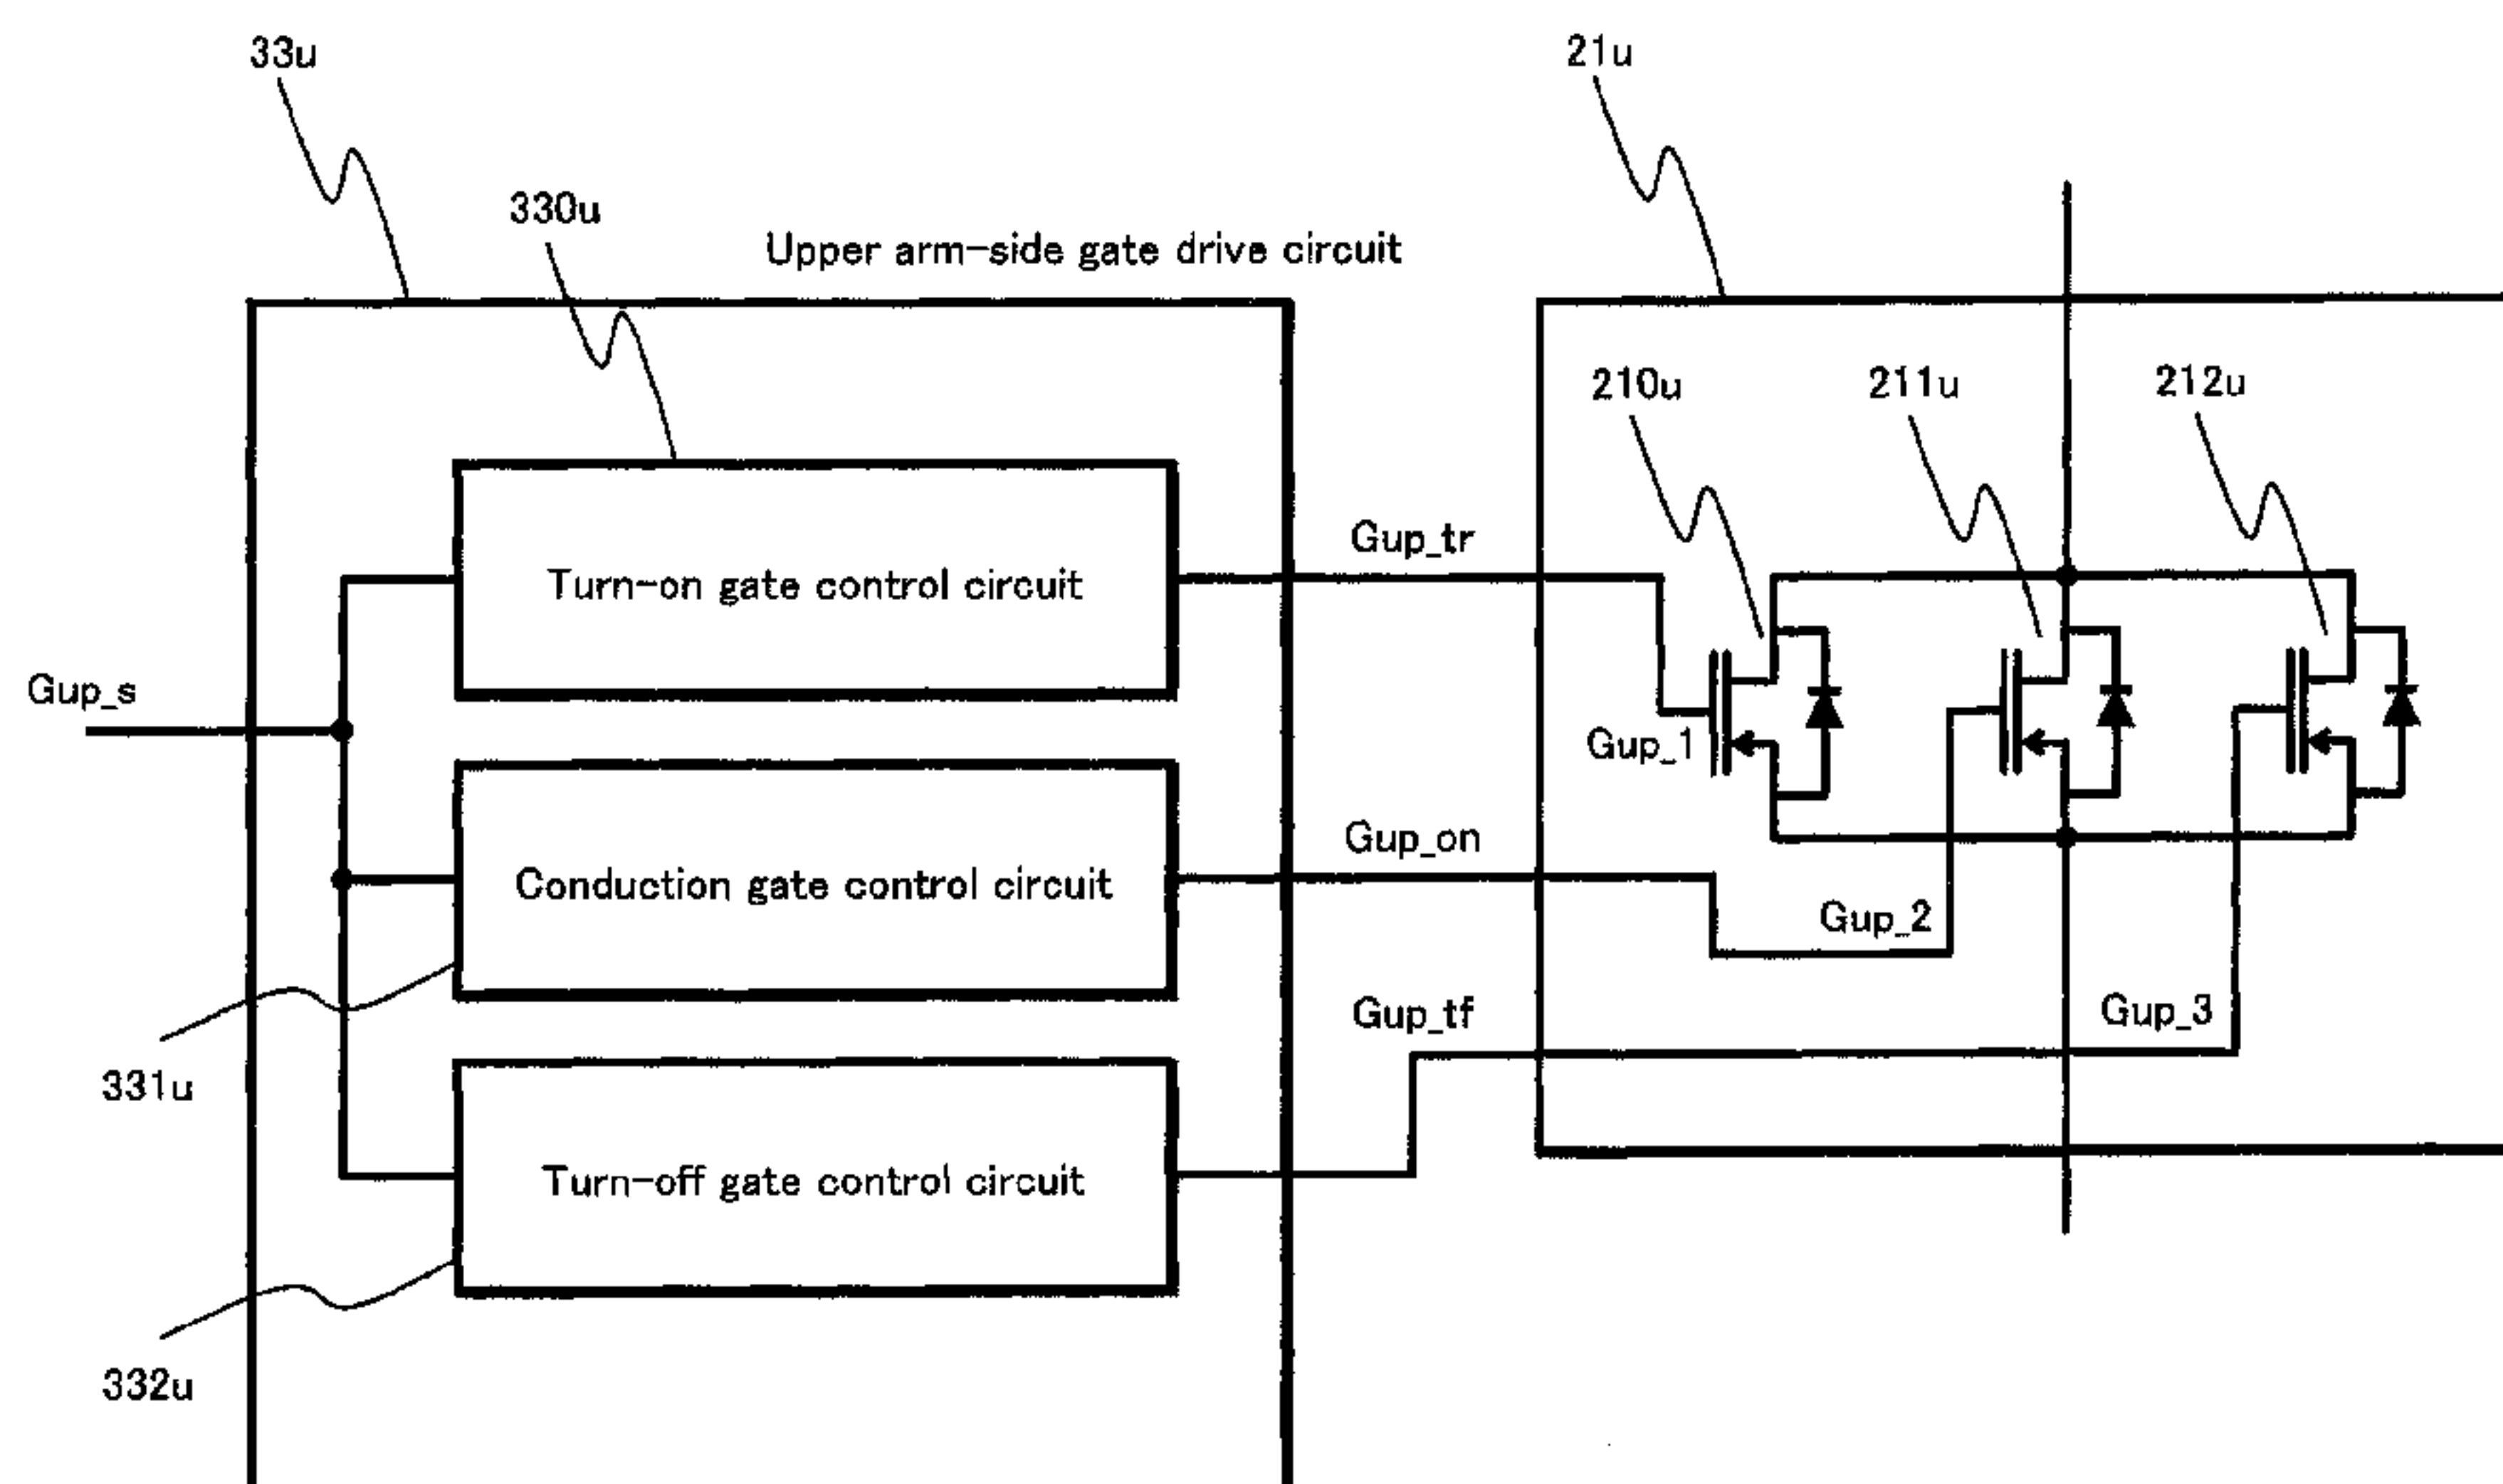 33u
21u
330u
Upper arm-side gate drive circuit
210u
211u
212u
Gup_tr
Turn-on gate control circuit
Gup_s
Gup_1
Gup_on
Conduction gate control circuit
Gup_2
Gup_tf
Gup_3
331u
Turn-off gate control circuit
332u